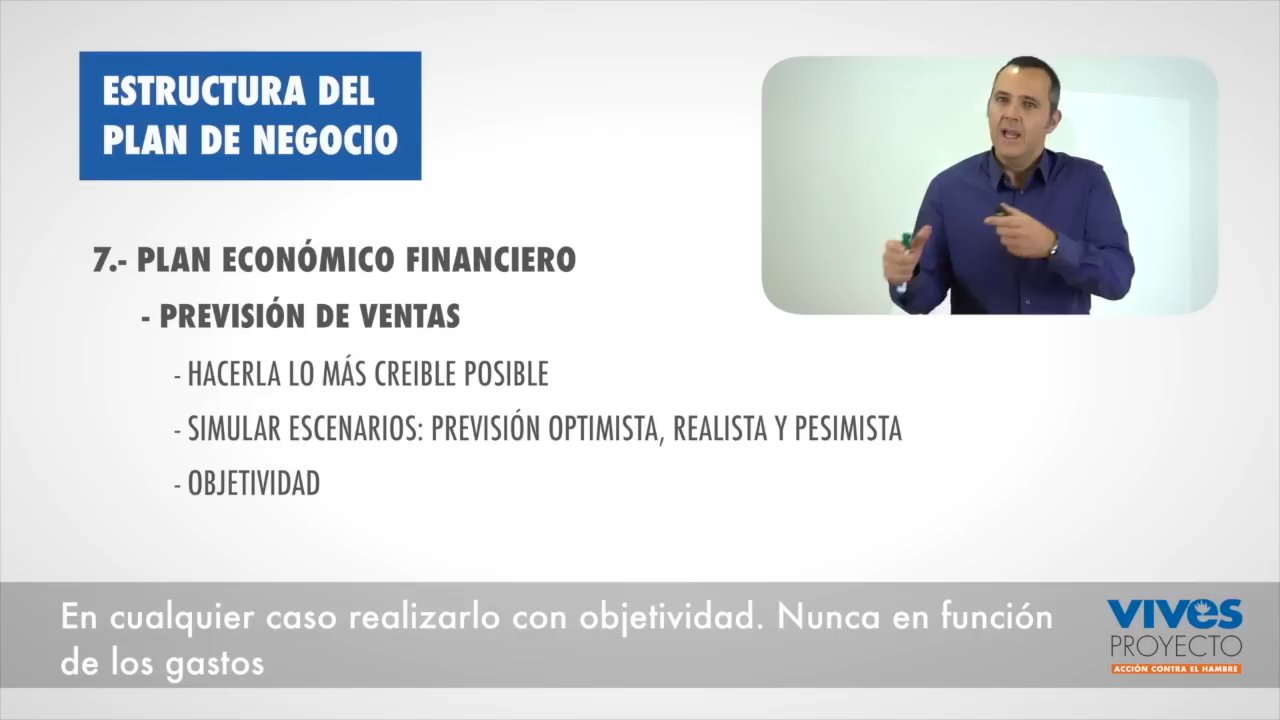 ESTRUCTURA DEL
PLAN DE NEGOCIO
7.- PLAN ECONÓMICO FINANCIERO
- PREVISIÓN DE VENTAS
- HACERLA LO MÁS CREIBLE POSIBLE
- SIMULAR ESCENARIOS: PREVISIÓN OPTIMISTA, REALISTA Y PESIMISTA
- OBJETIVIDAD
En cualquier caso realizarlo con objetividad. Nunca en función
de los gastos
VIVES
PROYECTO
ACCIÓN CONTRA EL HAMBRE